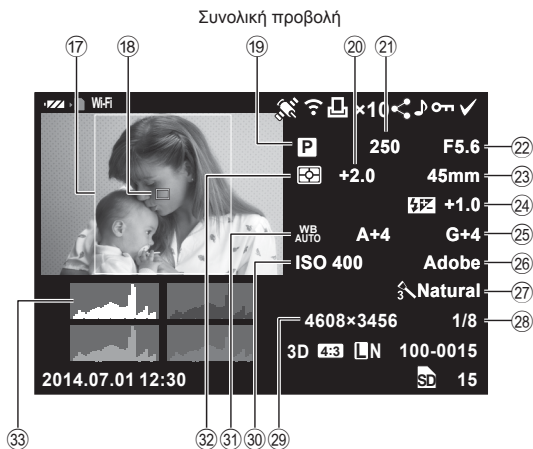 Συνολική προβολή
⑰ ⑱ ⑲ ⑳ ㉑
Wi-Fi ×10
P 250 F5.6 ㉒
+2.0 45mm ㉓
+1.0 ㉔
WB AUTO A+4 G+4 ㉕
ISO 400 Adobe ㉖
3 Natural ㉗
4608×3456 1/8 ㉘
3D 4:3 LN 100-0015
2014.07.01 12:30 SD 15
㉝ ㉜ ㉛ ㉚ ㉙